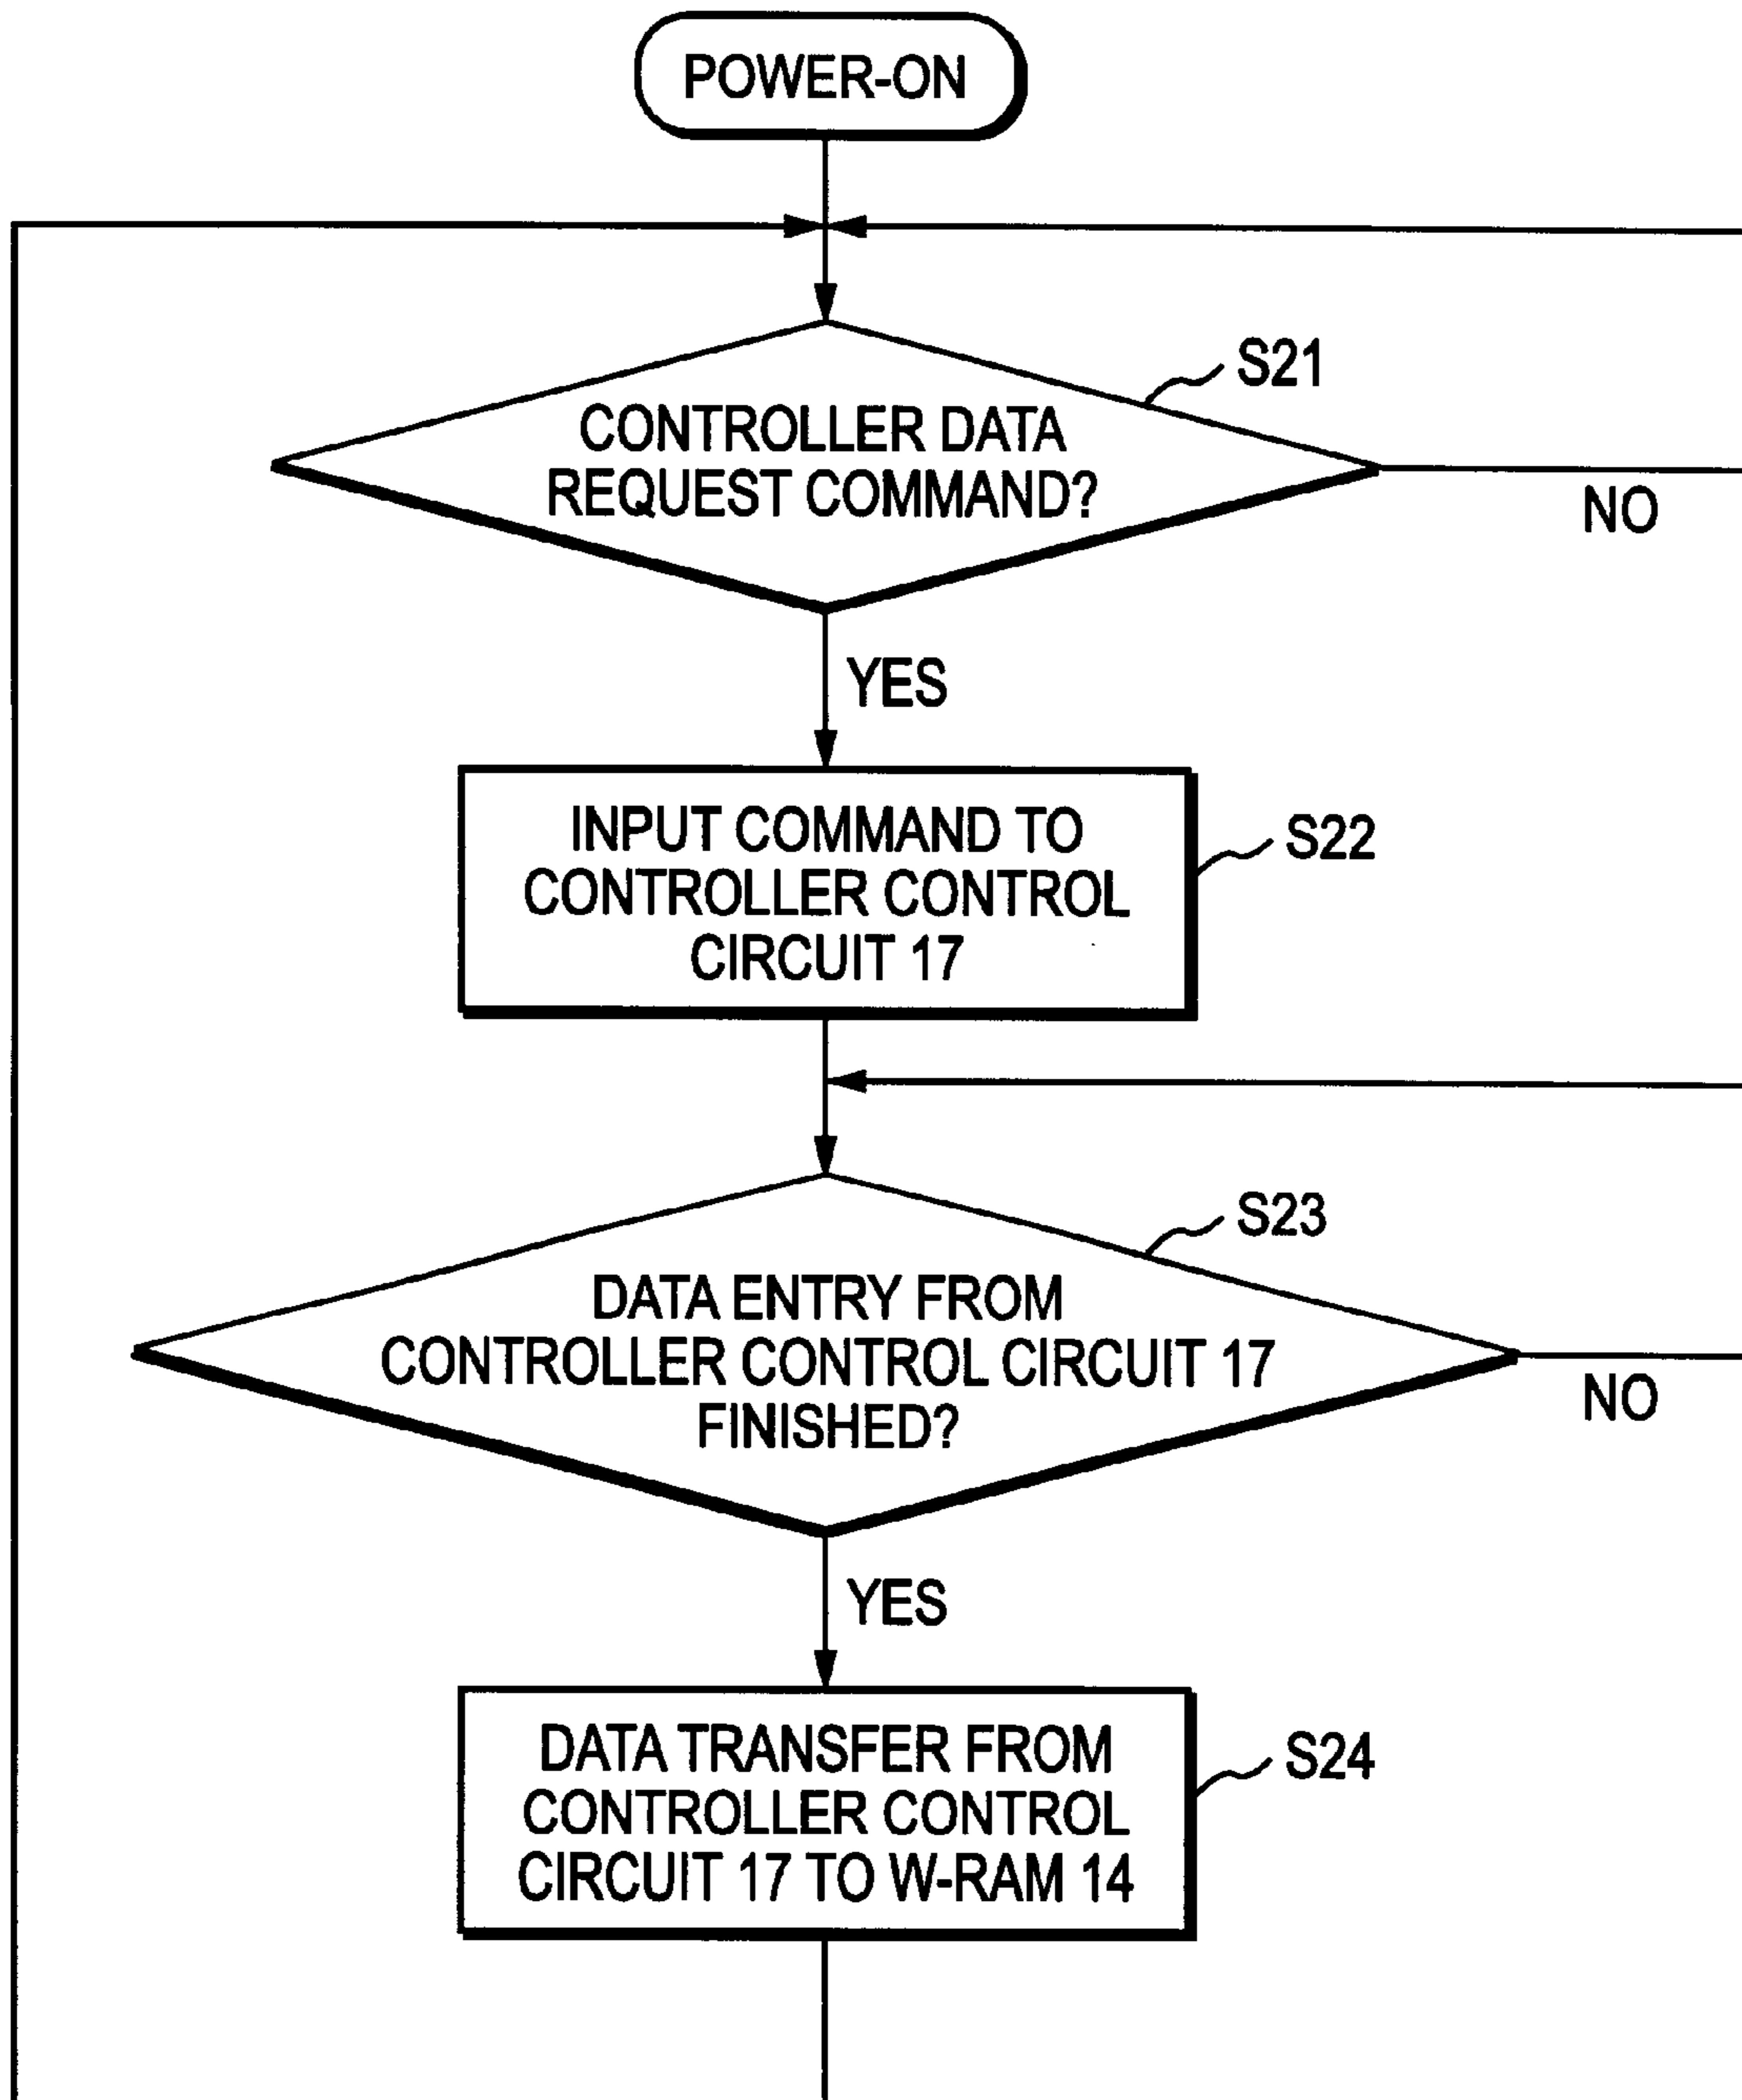 POWER-ON
S21
CONTROLLER DATA
REQUEST COMMAND?
NO
YES
INPUT COMMAND TO
CONTROLLER CONTROL
CIRCUIT 17
S22
S23
DATA ENTRY FROM
CONTROLLER CONTROL CIRCUIT 17
FINISHED?
NO
YES
DATA TRANSFER FROM
CONTROLLER CONTROL
CIRCUIT 17 TO W-RAM 14
S24